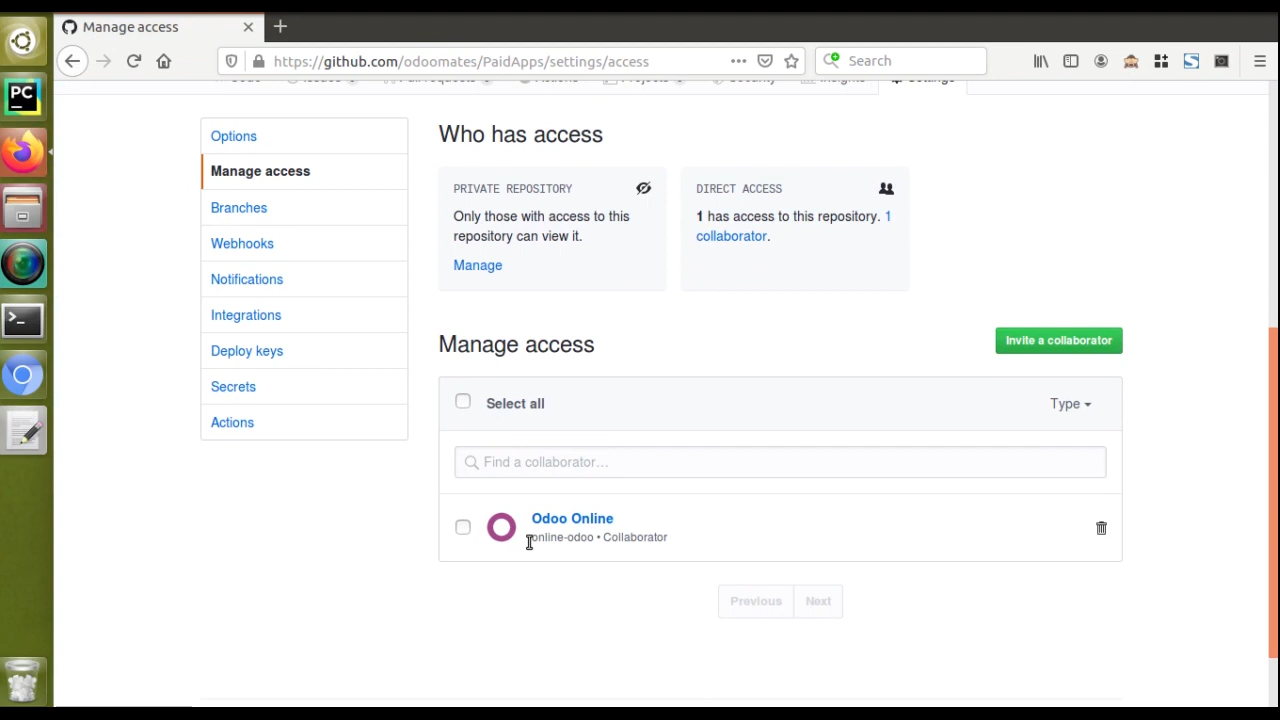 Manage access
https://github.com/odoomates/PaidApps/settings/access
Search
Settings
Options
Manage access
Branches
Webhooks
Notifications
Integrations
Deploy keys
Secrets
Actions
Who has access
PRIVATE REPOSITORY
Only those with access to this
repository can view it.
Manage
DIRECT ACCESS
1 has access to this repository. 1
collaborator.
Manage access
Invite a collaborator
Select all
Type
Find a collaborator...
Odoo Online
online-odoo • Collaborator
Previous
Next
PC